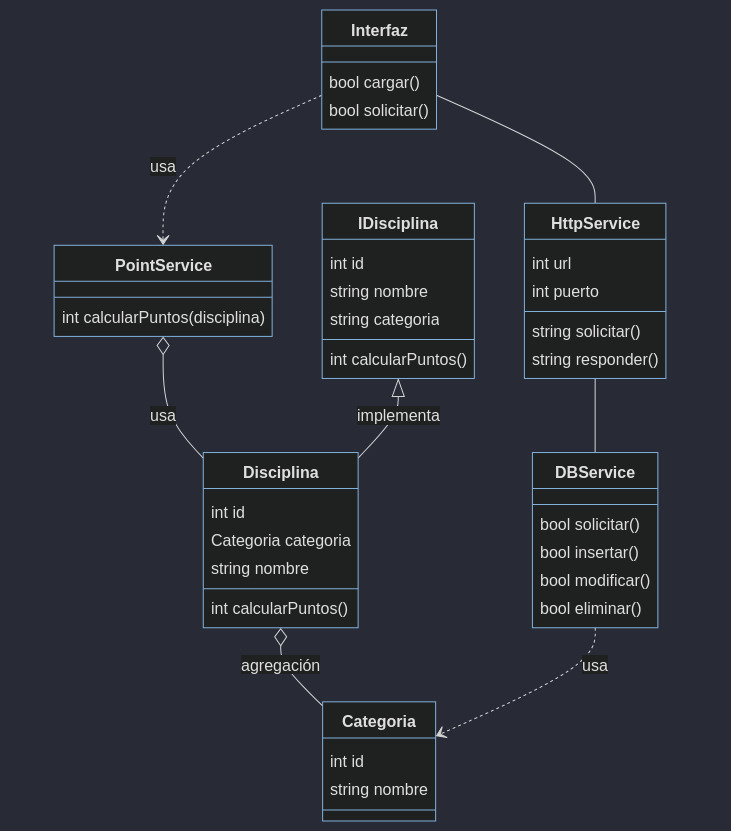 Interfaz
bool cargar()
bool solicitar()
usa
IDisciplina
int id
string nombre
string categoria
int calcularPuntos()
HttpService
int url
int puerto
string solicitar()
string responder()
PointService
int calcularPuntos(disciplina)
usa
implementa
Disciplina
int id
Categoria categoria
string nombre
int calcularPuntos()
DBService
bool solicitar()
bool insertar()
bool modificar()
bool eliminar()
agregación
usa
Categoria
int id
string nombre